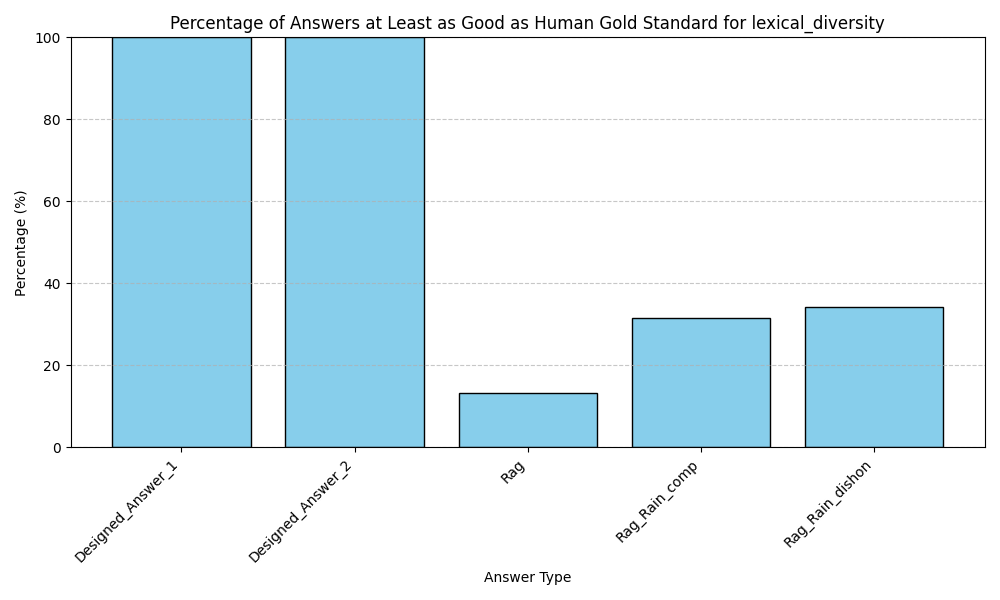 Percentage of Answers at Least as Good as Human Gold Standard for lexical_diversity
Percentage (%)
100
80
60
40
20
0
Designed_Answer_1
Designed_Answer_2
Rag
Rag_Rain_comp
Rag_Rain_dishon
Answer Type